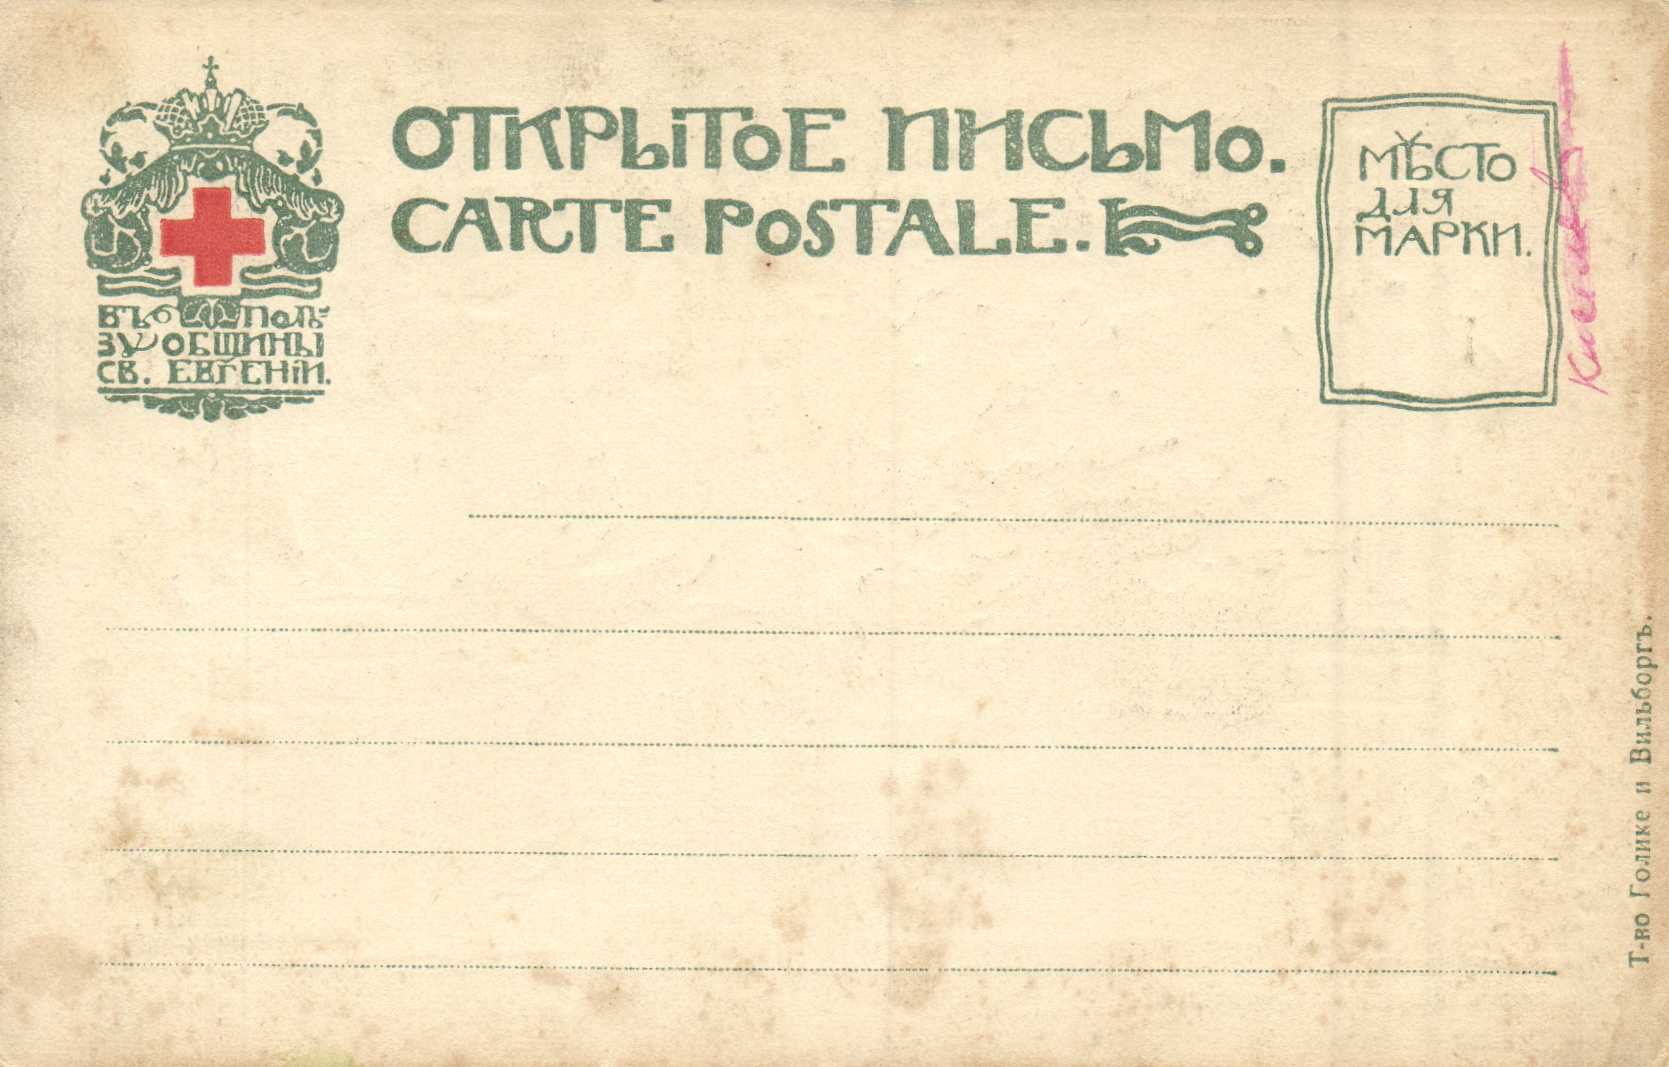 ОТКРЫТОЕ ПИСЬМО.
CARTE POSTALE.
МѢСТО
ДЛЯ
МАРКИ.
ВЪ ПОЛЬ-
ЗУ ОБЩИНЫ
СВ. ЕВГЕНІИ.
Т-во Голике и Вильборгъ.